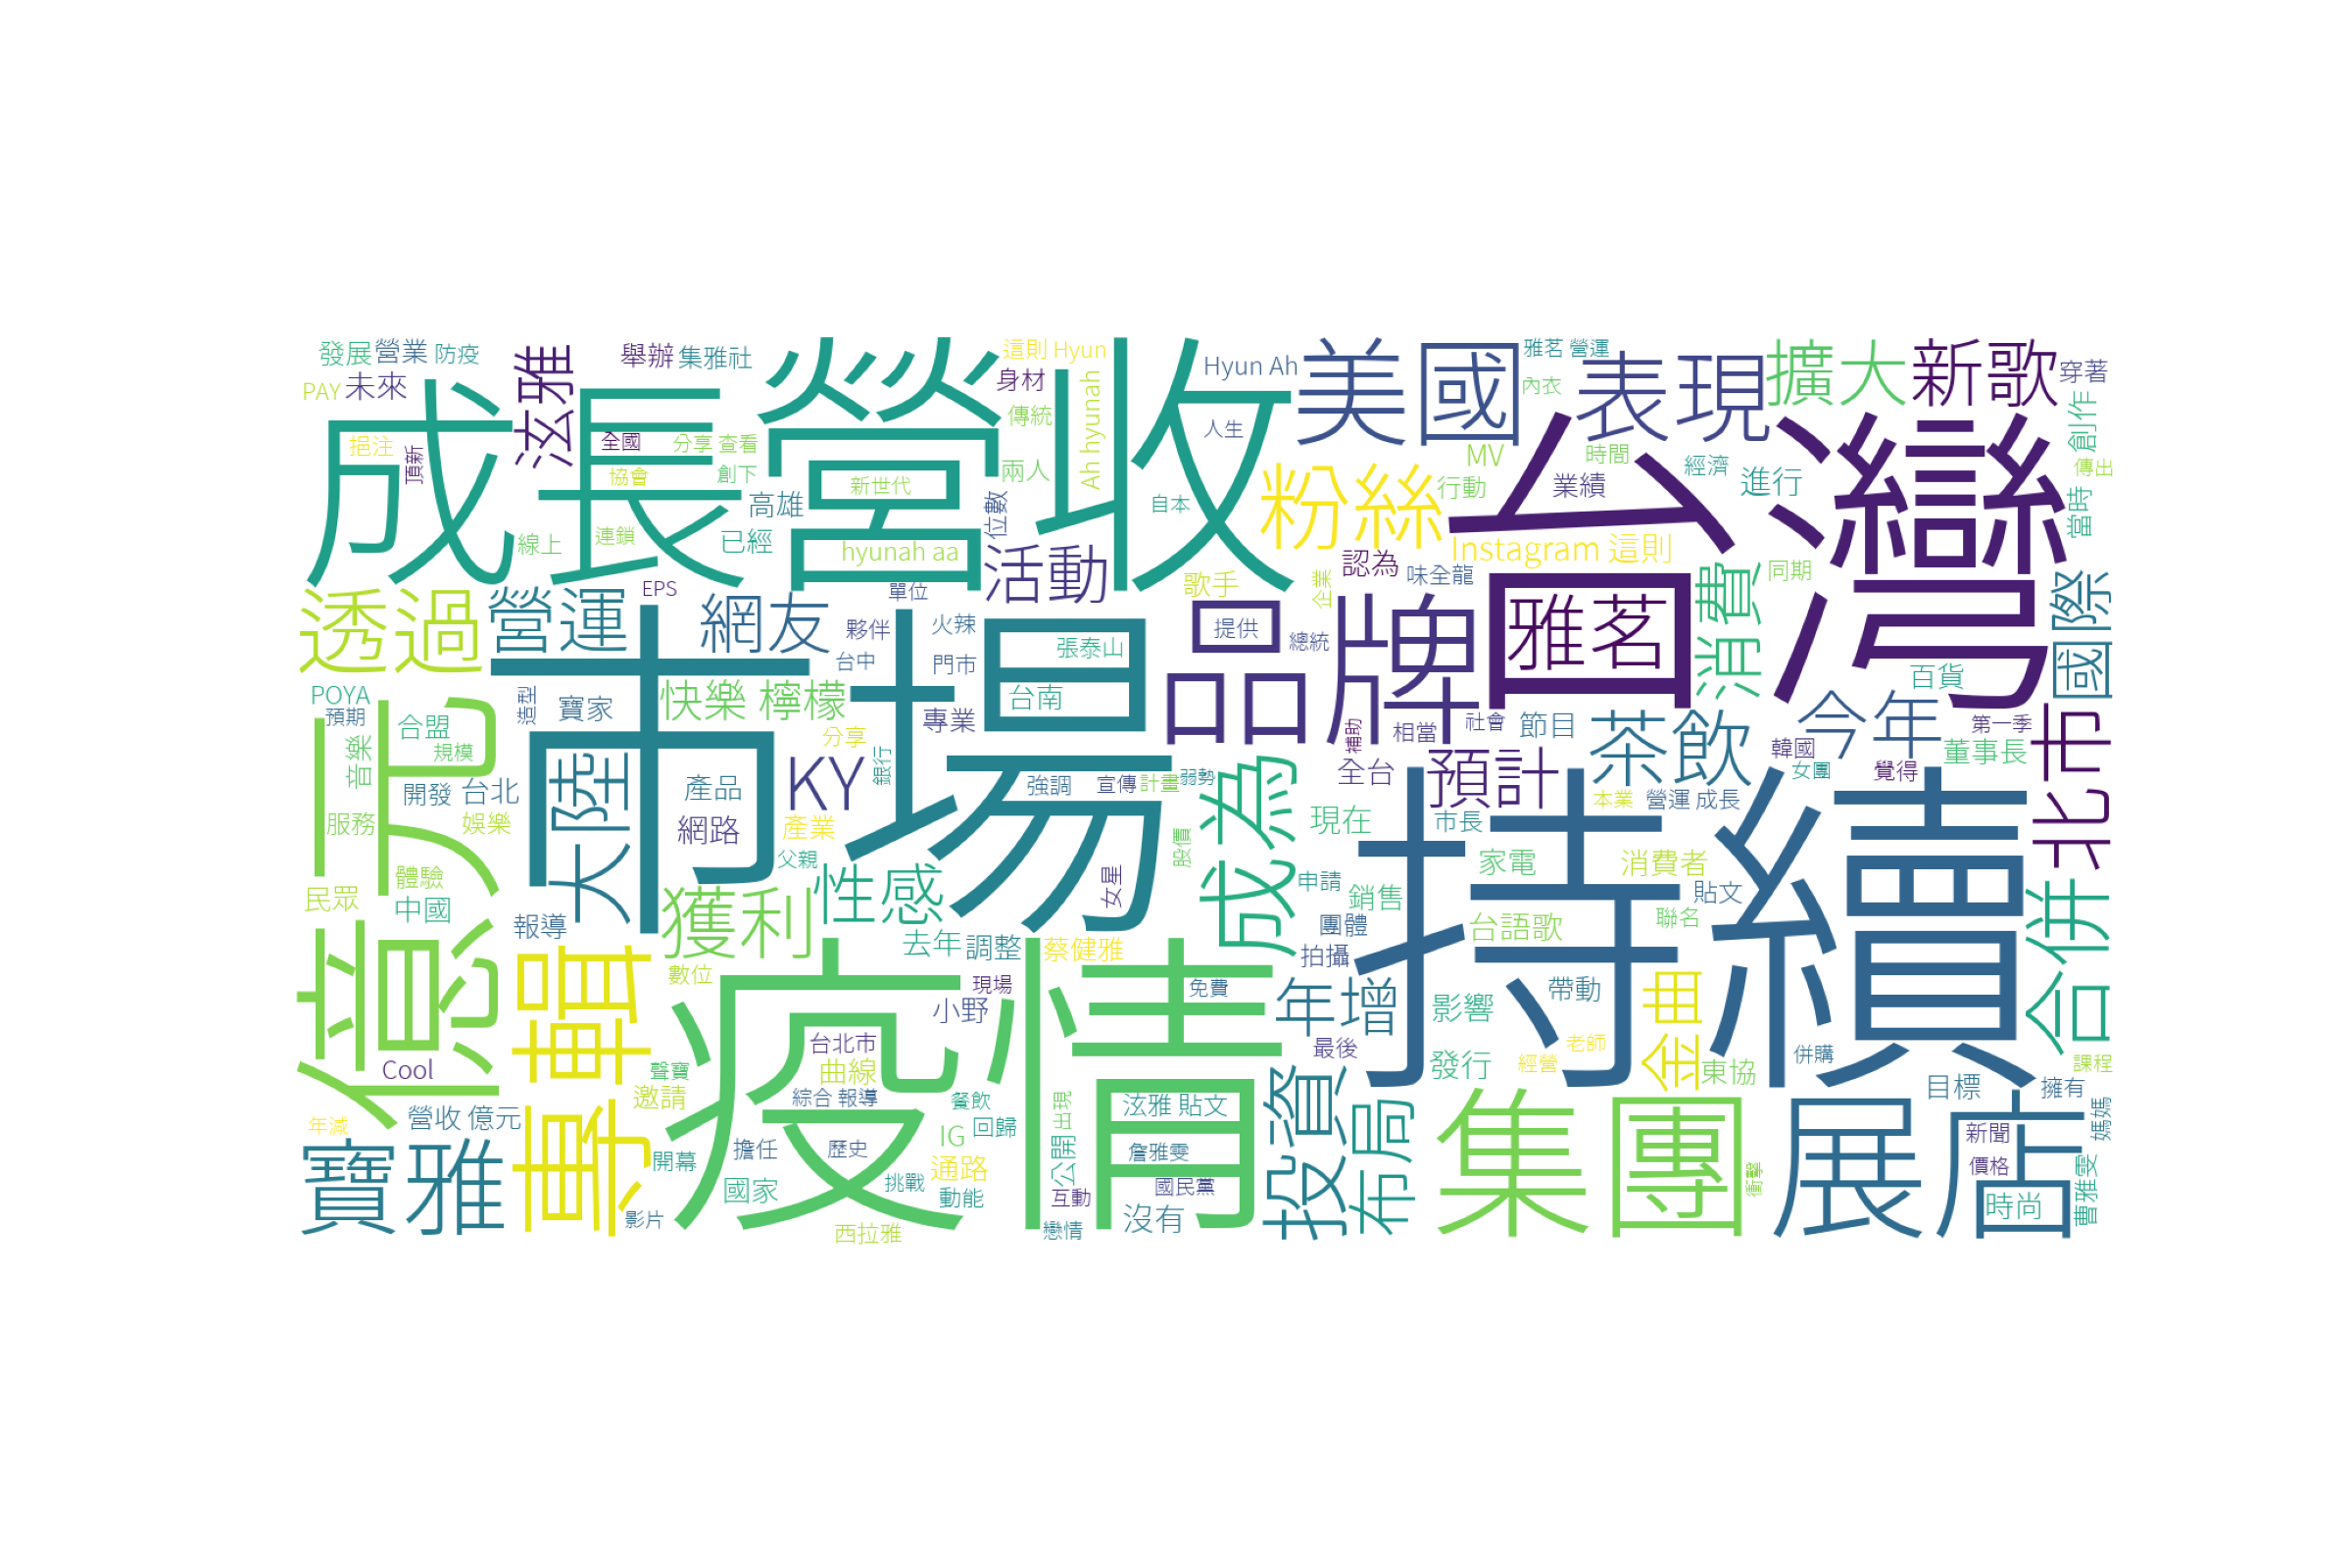 發展
營業
防疫
舉辦
集雅社
這則 Hyun
Hyun Ah
雅茗 營運
PAY
未來
泫雅
身材
美國
表現
擴大
新歌
穿著
內衣
成長
營收
Ah hyunah
傳統
人生
創作
挹注
頂新
全國
分享 查看
協會
創下
兩人
粉絲
MV
時間
經濟
傳出
台灣
新世代
高雄
位數
自本
行動
業績
進行
當時
線上
連鎖
已經
hyunah aa
活動
歌手
Instagram 這則
認為
味全龍
企業
消費
同期
國際
透過
營運
EPS
網友
單位
夥伴
火辣
品牌
提供
總統
集團
雅茗
台中
門市
張泰山
百貨
市場
POYA
預期
造型
寶家
快樂 檸檬
專業
台南
相當
社會
節目
茶飲
今年
第一季
北市
合盟
音樂
規模
分享
銀行
補助
韓國
董事長
億元
開發
台北
大陸
產品
KY
強調
宣傳
計畫
弱勢
成為
全台
預計
女團
覺得
服務
娛樂
網路
產業
現在
市長
本業
營運 成長
持續
父親
股價
體驗
民眾
中國
獲利
性感
女星
申請
銷售
家電
消費者
貼文
合併
報導
去年
調整
蔡健雅
團體
台語歌
聯名
專輯
數位
現場
疫情
免費
拍攝
年增
帶動
金曲
小野
影響
Cool
聲寶
台北市
曲線
最後
發行
經營
老師
東協
併購
課程
年減
營收 億元
邀請
綜合 報導
餐飲
出現
泫雅 貼文
投資
布局
目標
擁有
寶雅
開幕
擔任
歷史
IG
回歸
公開
詹雅雯
展店
新聞
媽媽
國家
挑戰
通路
動能
互動
國民黨
衝擊
價格
時尚
曹雅雯
影片
西拉雅
戀情
沒有